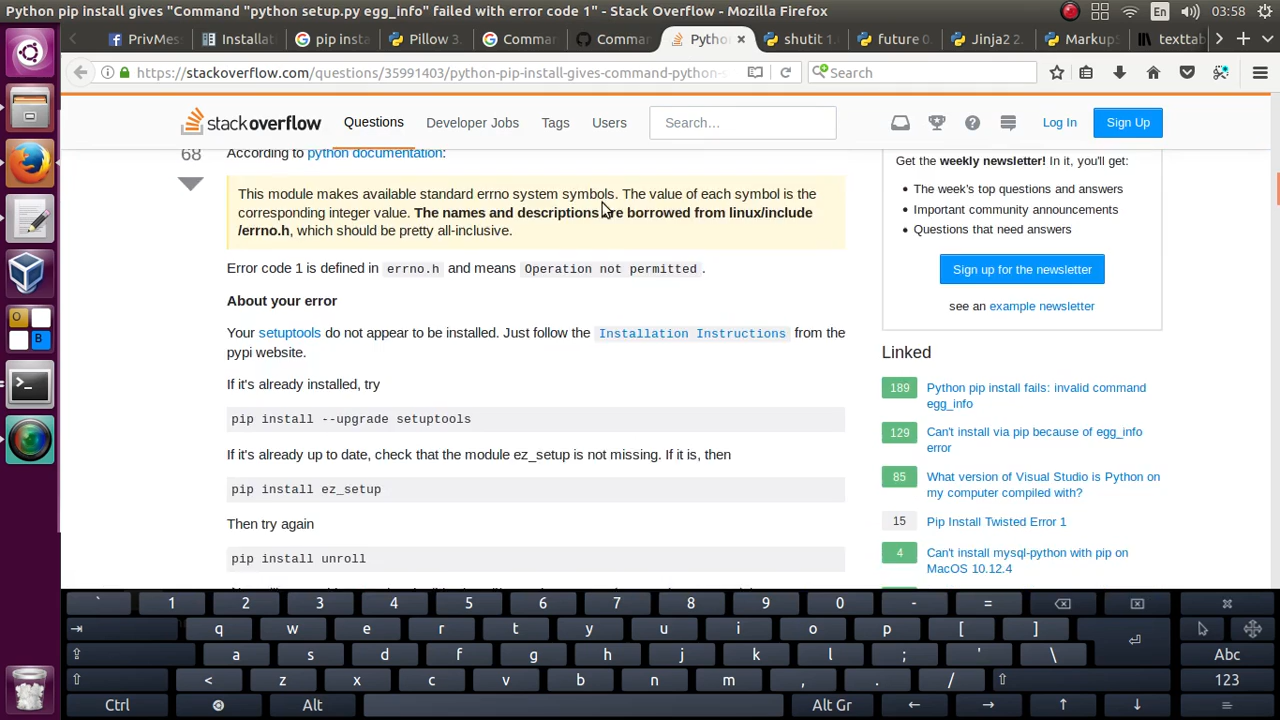 Python pip install gives "Command "python setup.py egg_info" failed with error code 1" - Stack Overflow - Mozilla Firefox
En
03:58
PrivMes
Installati
pip insta
Pillow 3.
Comman
Comma
Pytho
shutit 1.
future 0.
Jinja2 2.
MarkupS
texttab
https://stackoverflow.com/questions/35991403/python-pip-install-gives-command-python-s
Search
stackoverflow
Questions
Developer Jobs
Tags
Users
Search...
Log In
Sign Up
68
According to python documentation:
This module makes available standard errno system symbols. The value of each symbol is the
corresponding integer value. The names and descriptions are borrowed from linux/include
/errno.h, which should be pretty all-inclusive.
Error code 1 is defined in errno.h and means Operation not permitted.
About your error
Your setuptools do not appear to be installed. Just follow the Installation Instructions from the
pypi website.
If it's already installed, try
pip install --upgrade setuptools
If it's already up to date, check that the module ez_setup is not missing. If it is, then
pip install ez_setup
Then try again
pip install unroll
Get the weekly newsletter! In it, you'll get:
The week's top questions and answers
Important community announcements
Questions that need answers
Sign up for the newsletter
see an example newsletter
Linked
189
Python pip install fails: invalid command
egg_info
129
Can't install via pip because of egg_info
error
85
What version of Visual Studio is Python on
my computer compiled with?
15
Pip Install Twisted Error 1
4
Can't install mysql-python with pip on
MacOS 10.12.4
` 1 2 3 4 5 6 7 8 9 0 - =
q w e r t y u i o p [ ]
a s d f g h j k l ; ' \ Abc
< z x c v b n m , . / 123
Ctrl Alt Alt Gr